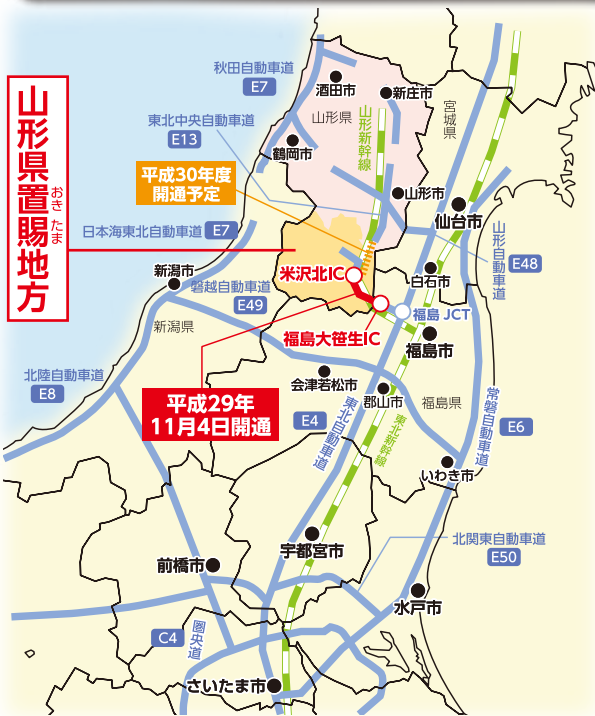 秋田自動車道
E7
酒田市
新庄市
山形県
宮城県
東北中央自動車道
E13
鶴岡市
山形新幹線
平成30年度
開通予定
山形市
仙台市
山形県置賜地方
おきたま
日本海東北自動車道 E7
山形自動車道
E48
新潟市
米沢北IC
白石市
磐越自動車道
E49
福島JCT
新潟県
福島大笹生IC
福島市
北陸自動車道
E8
会津若松市
平成29年
11月4日開通
郡山市
福島県
常磐自動車道
E6
E4
東北自動車道
東北新幹線
いわき市
宇都宮市
北関東自動車道
E50
前橋市
水戸市
C4
圏央道
さいたま市